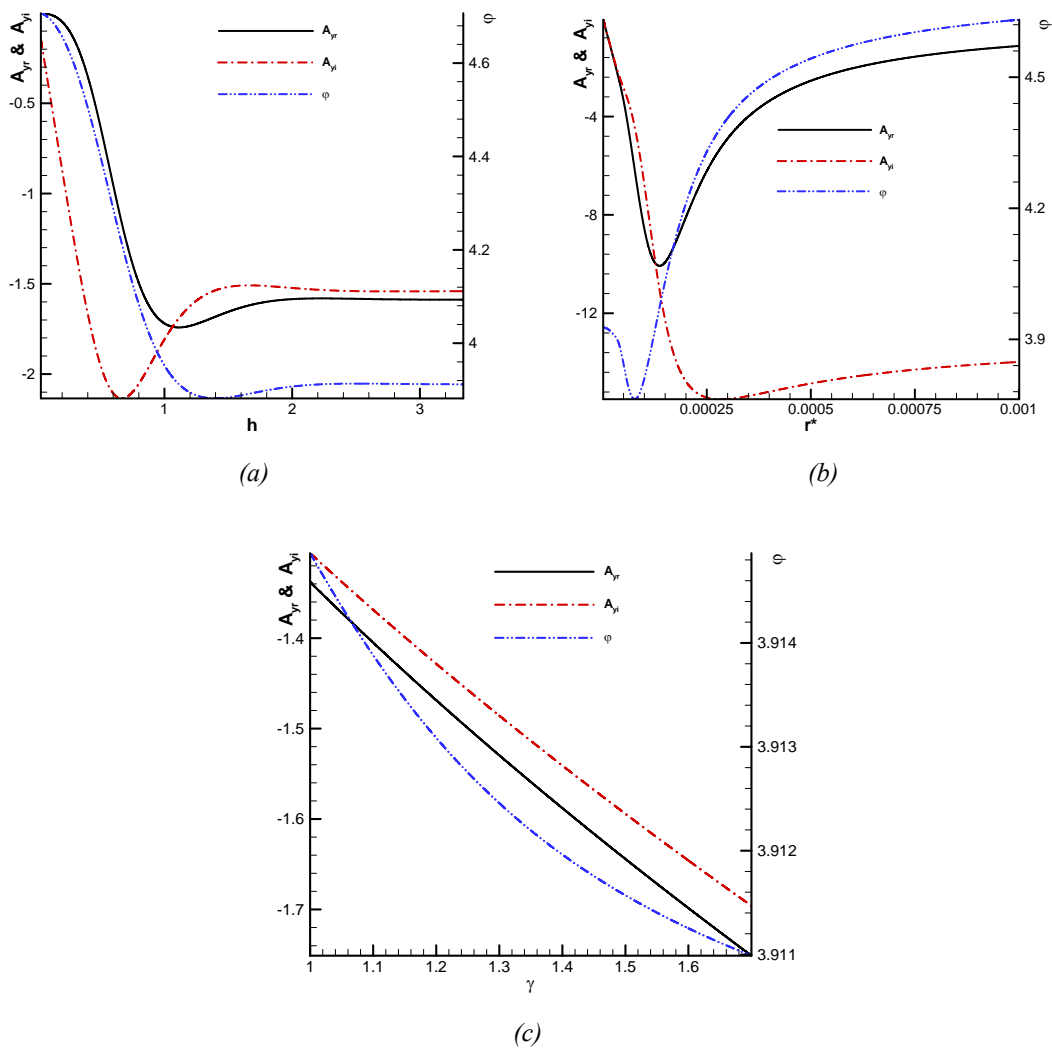 A_yr & A_yi
-0.5
-1
-1.5
-2
1
2
3
h
4.6
4.4
4.2
4
φ
A_yr
A_yi
φ
(a)
A_yr & A_yi
-4
-8
-12
0.00025
0.0005
0.00075
0.001
r*
4.5
4.2
3.9
φ
A_yr
A_yi
φ
(b)
A_yr & A_yi
-1.4
-1.5
-1.6
-1.7
1
1.1
1.2
1.3
1.4
1.5
1.6
γ
3.914
3.913
3.912
3.911
φ
A_yr
A_yi
φ
(c)